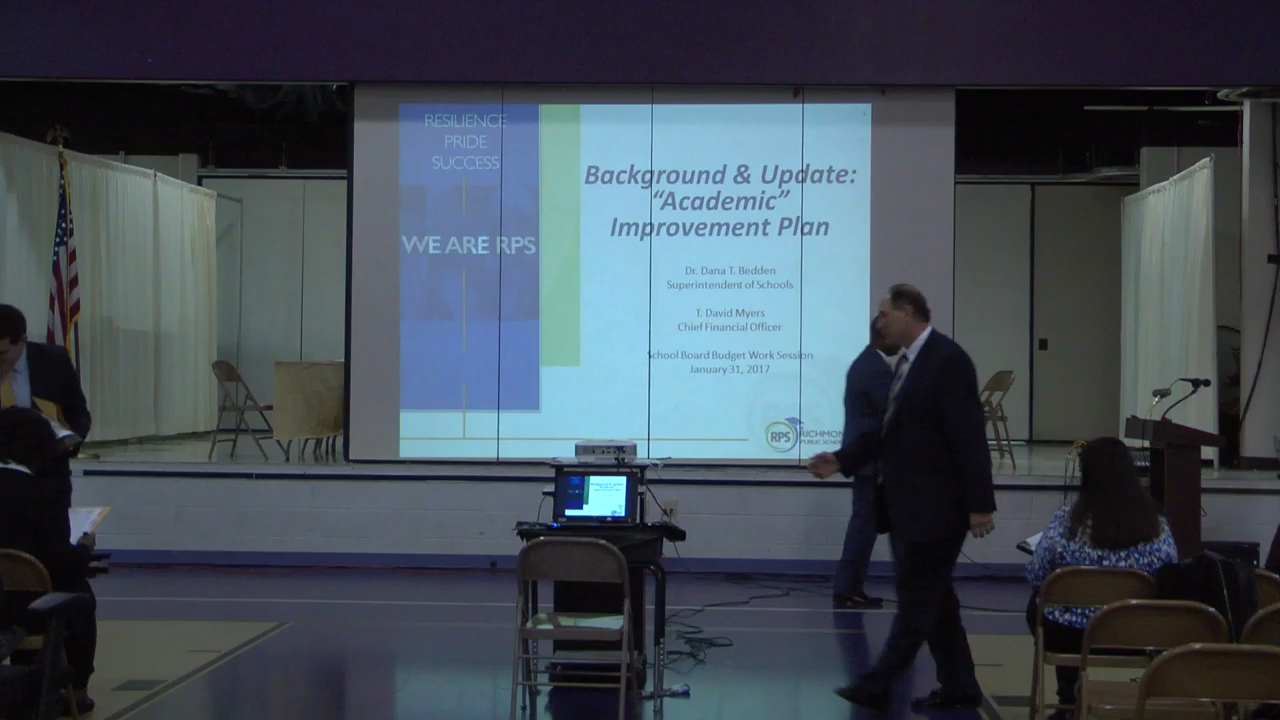 RESILIENCE
PRIDE
SUCCESS
WE ARE RPS
Background & Update:
“Academic”
Improvement Plan
Dr. Dana T. Bedden
Superintendent of Schools
T. David Myers
Chief Financial Officer
School Board Budget Work Session
January 31, 2017
RPS